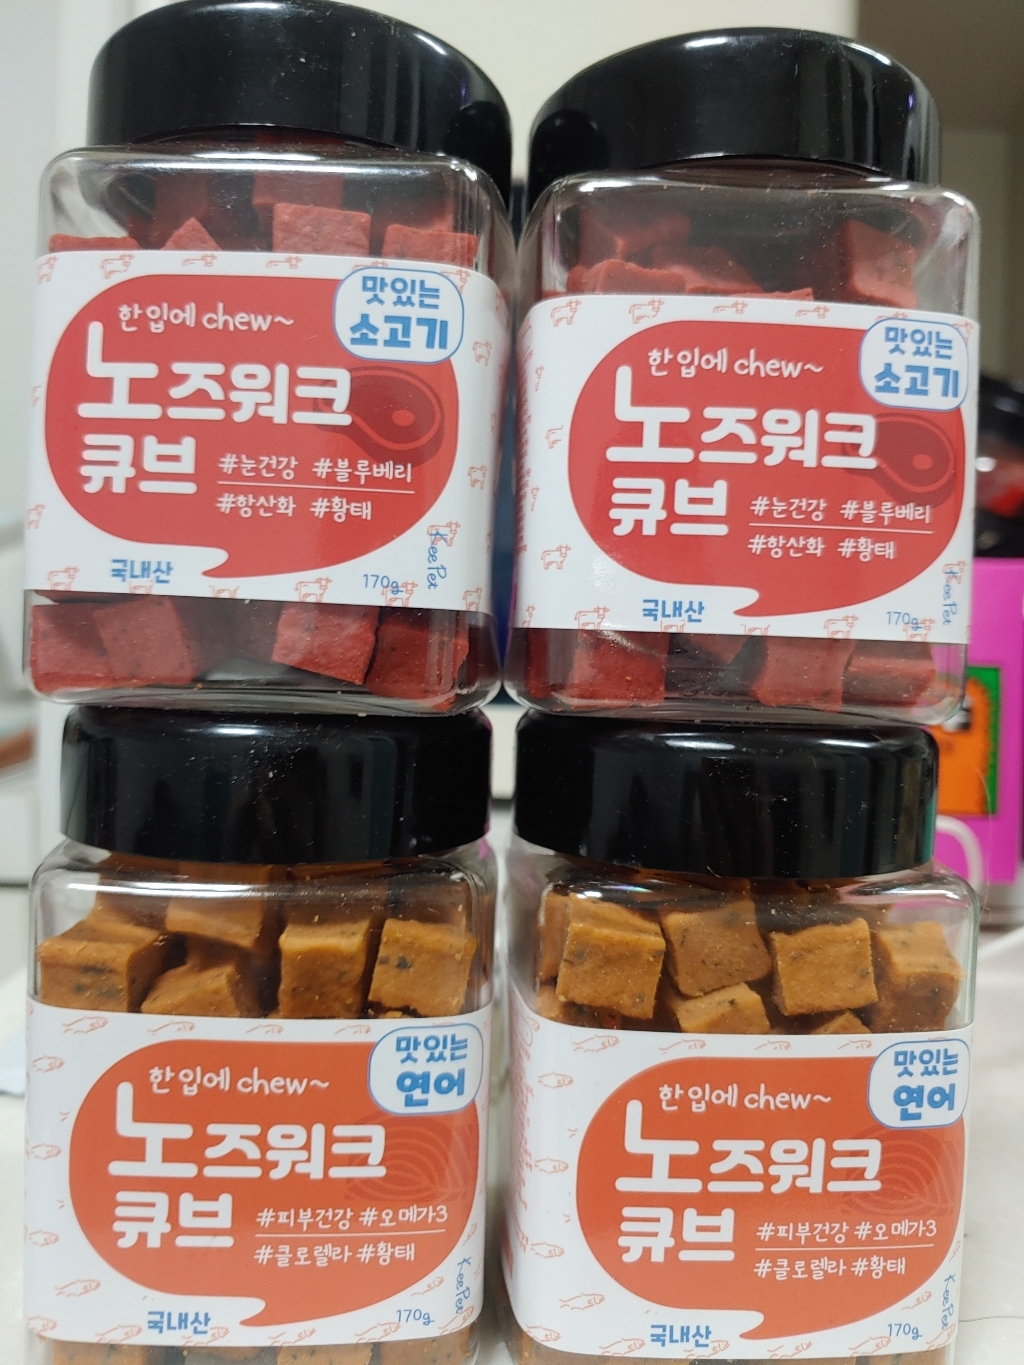 한입에 chew~
맛있는
소고기
노즈워크
큐브
#눈건강 #블루베리
#항산화 #황태
국내산
170g
KeePet
한입에 chew~
맛있는
소고기
노즈워크
큐브
#눈건강 #블루베리
#항산화 #황태
국내산
170g
KeePet
한입에 chew~
맛있는
연어
노즈워크
큐브
#피부건강 #오메가3
#클로렐라 #황태
국내산
170g
KeePet
한입에 chew~
맛있는
연어
노즈워크
큐브
#피부건강 #오메가3
#클로렐라 #황태
국내산
170g
KeePet